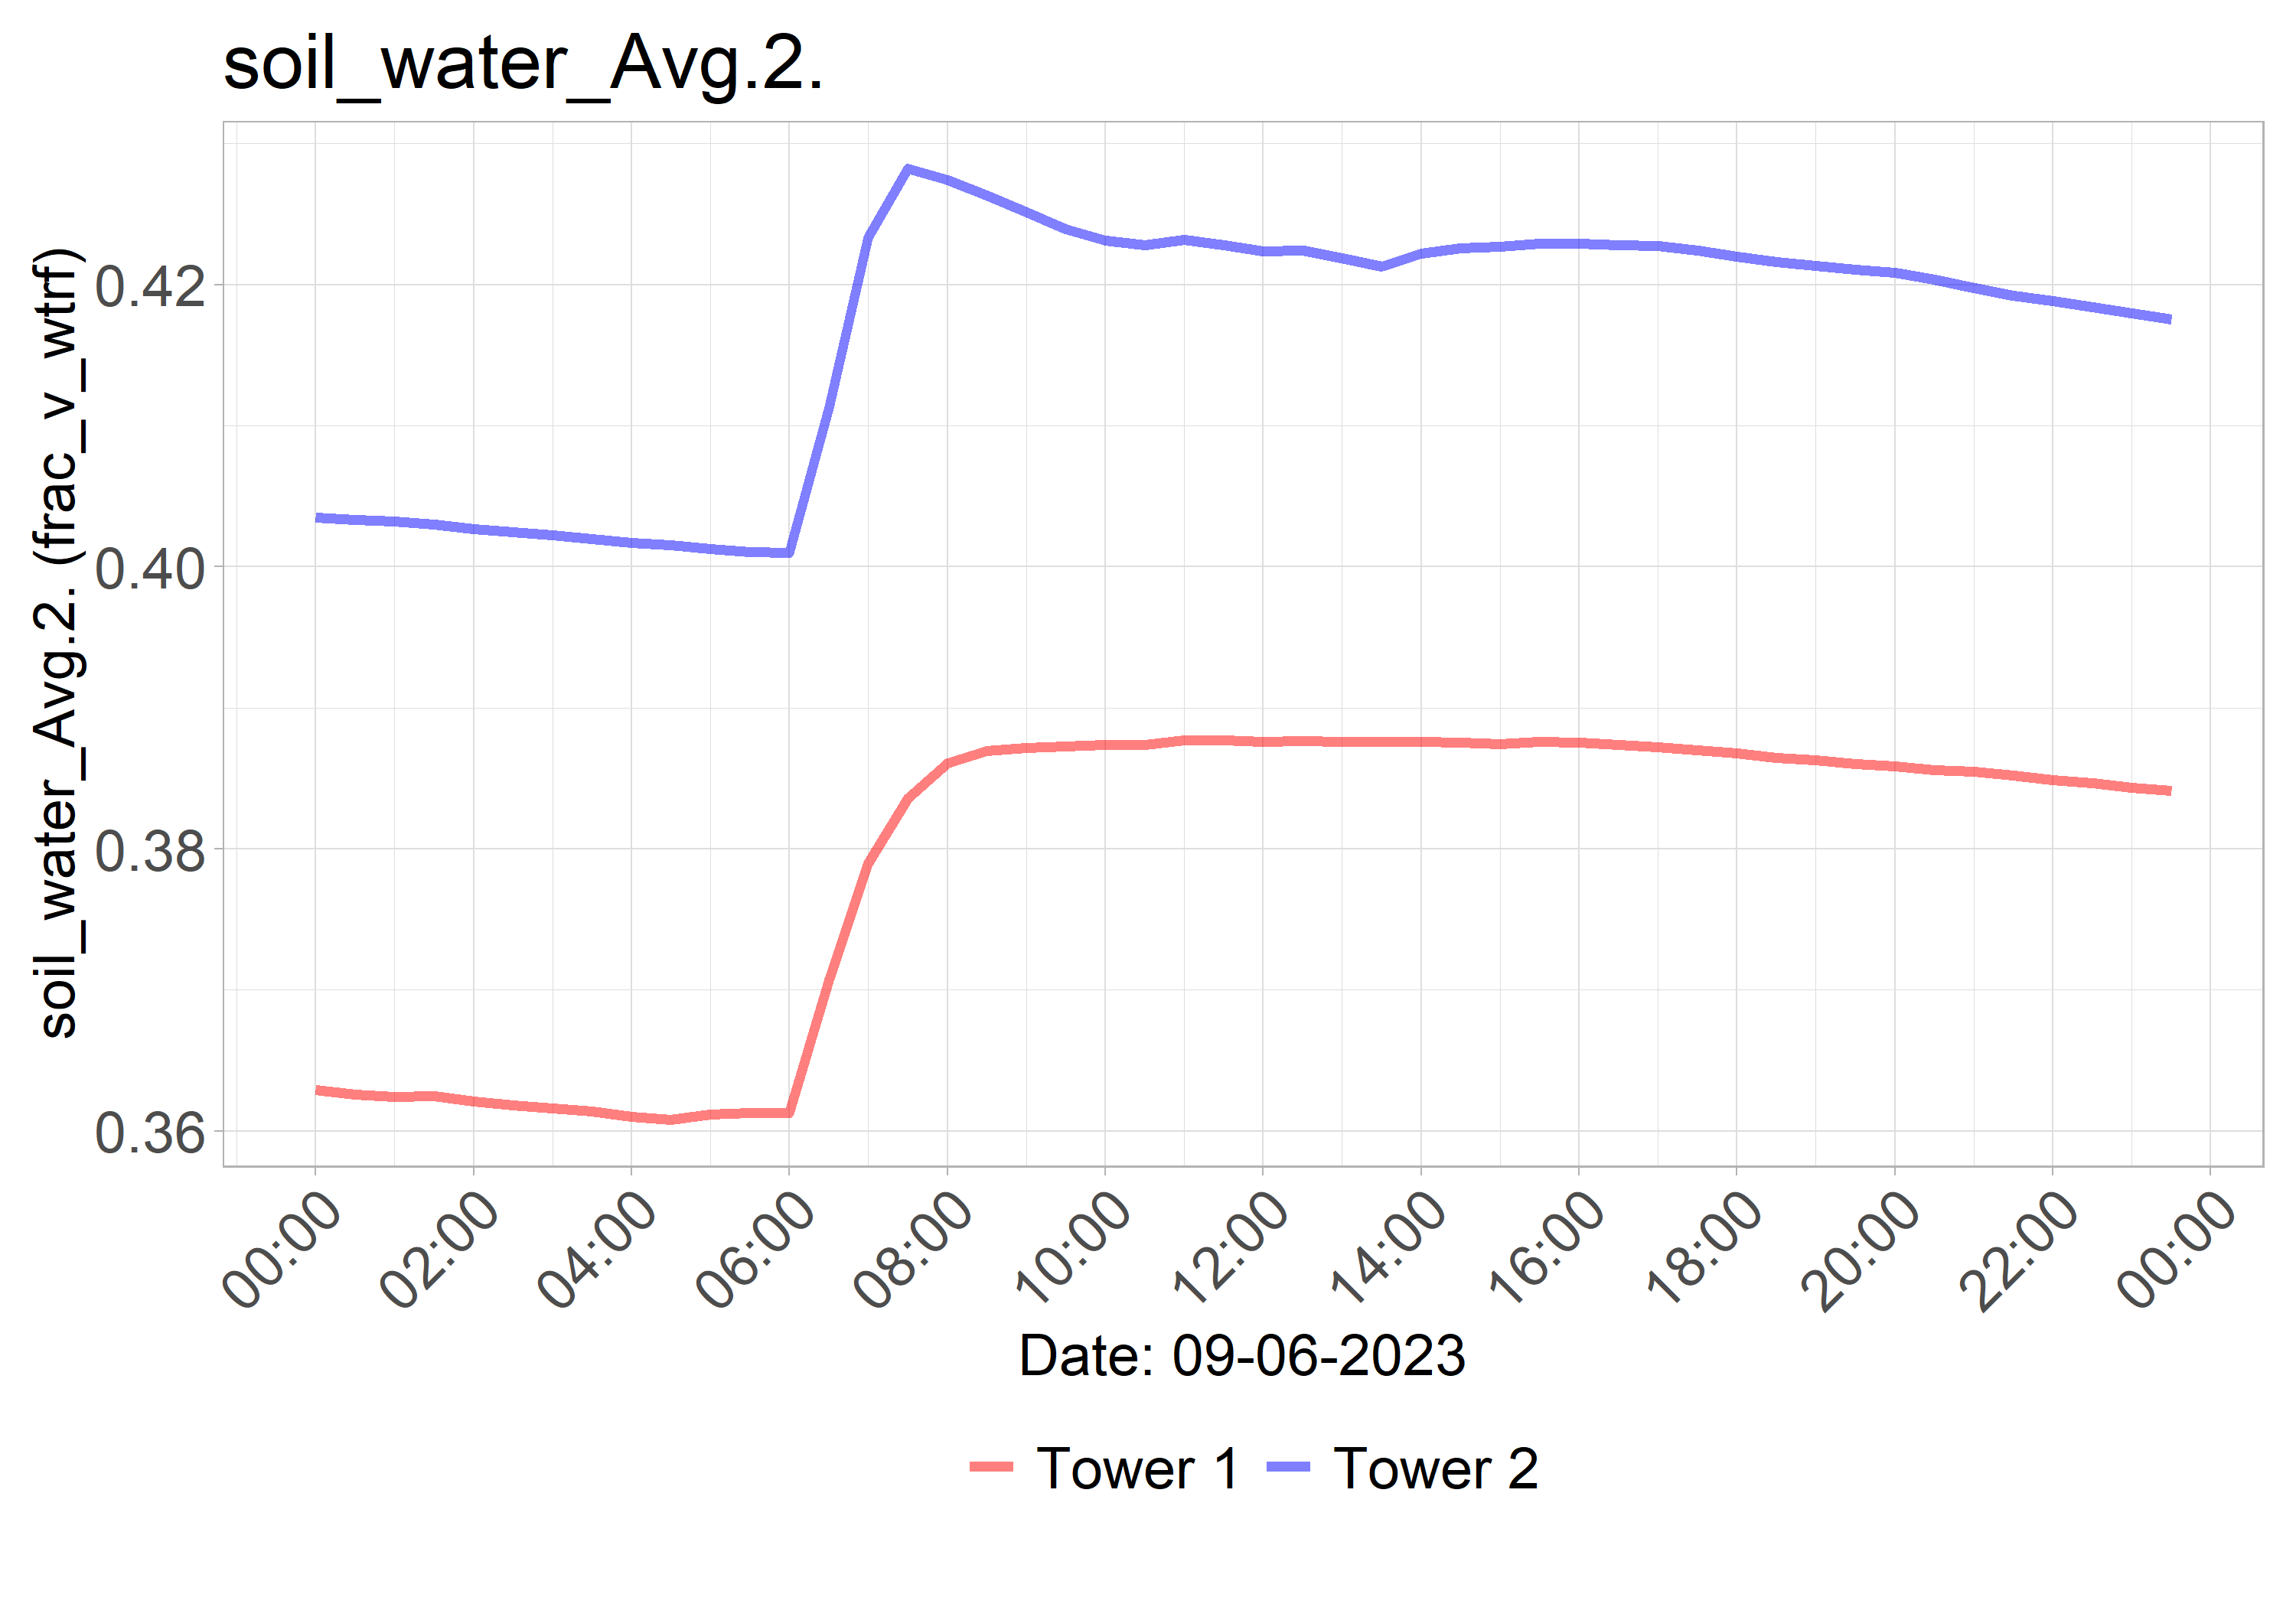 soil_water_Avg.2.
soil_water_Avg.2. (frac_v_wtrf)
0.42
0.40
0.38
0.36
00:00 02:00 04:00 06:00 08:00 10:00 12:00 14:00 16:00 18:00 20:00 22:00 00:00
Date: 09-06-2023
Tower 1 Tower 2